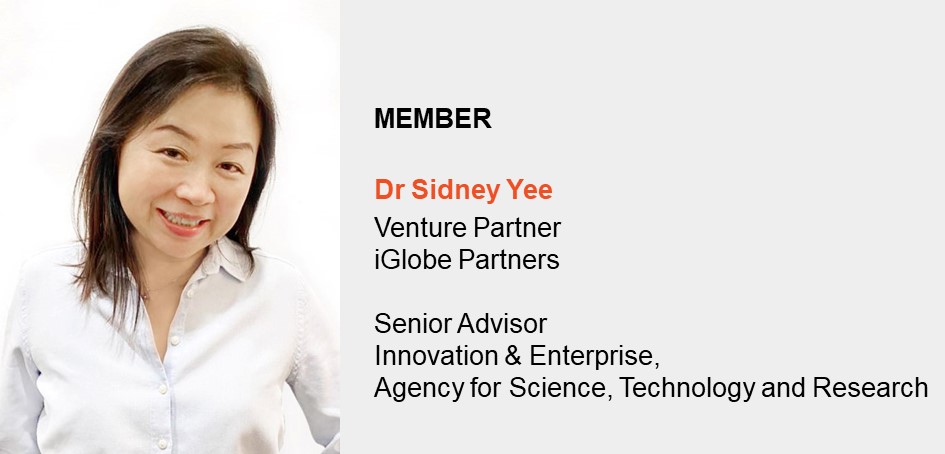 MEMBER
Dr Sidney Yee
Venture Partner
iGlobe Partners
Senior Advisor
Innovation & Enterprise,
Agency for Science, Technology and Research